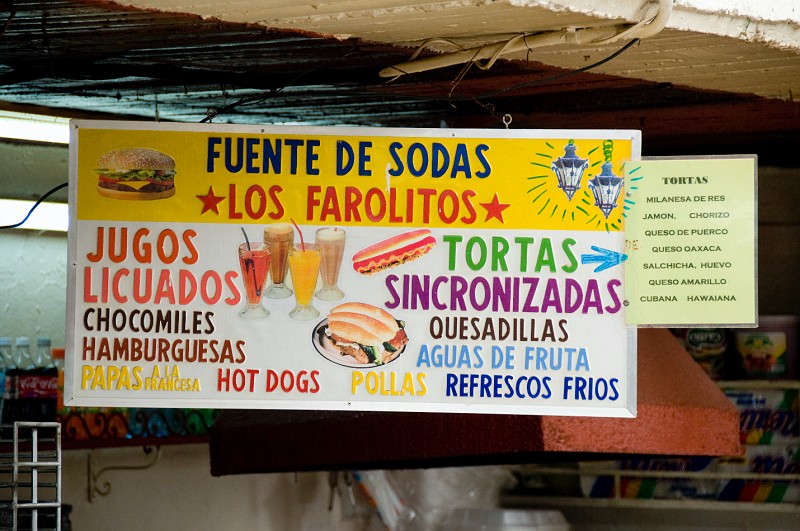 FUENTE DE SODAS
LOS FAROLITOS
JUGOS
LICUADOS
CHOCOMILES
HAMBURGUESAS
PAPAS A LA FRANCESA
HOT DOGS
POLLAS
TORTAS
SINCRONIZADAS
QUESADILLAS
AGUAS DE FRUTA
REFRESCOS FRIOS
DE
TORTAS
MILANESA DE RES
JAMON, CHORIZO
QUESO DE PUERCO
QUESO OAXACA
SALCHICHA, HUEVO
QUESO AMARILLO
CUBANA HAWAIANA